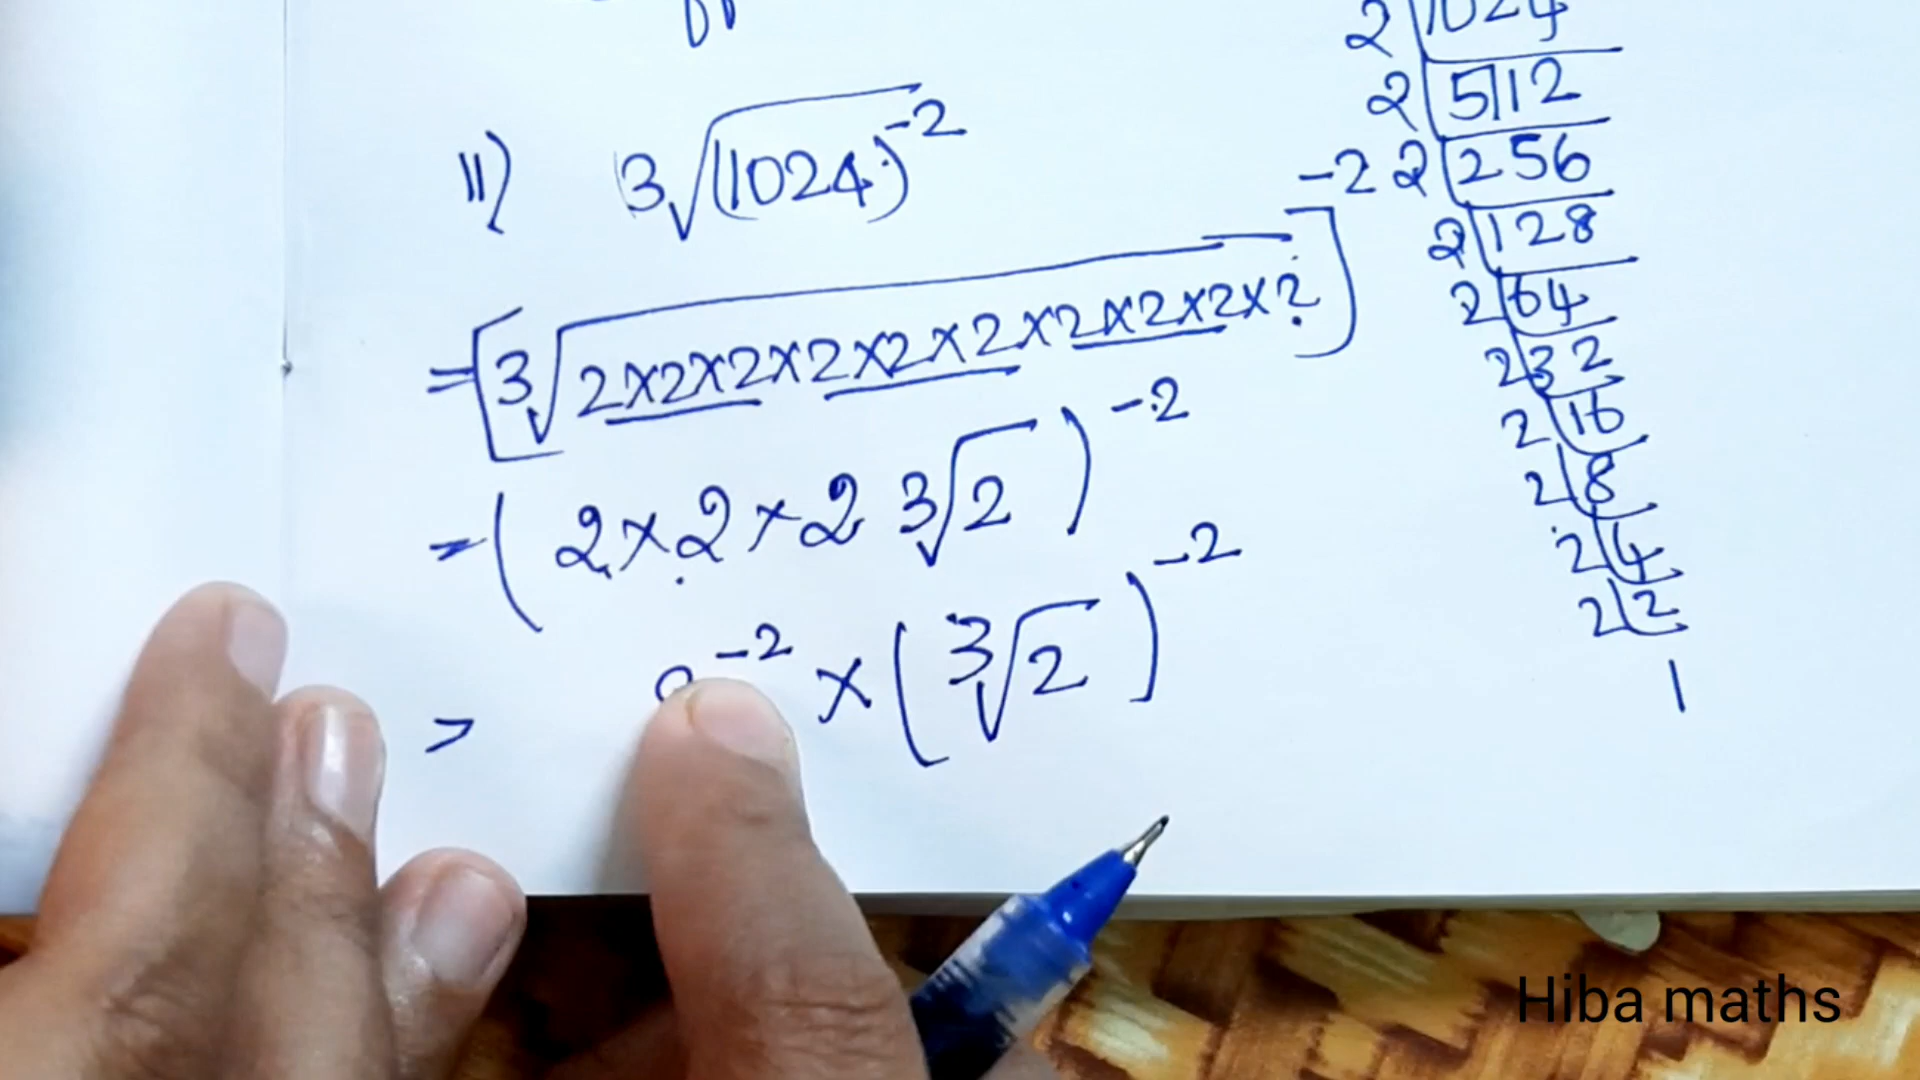 ii) ³√(1024)⁻²
= [³√2×2×2×2×2×2×2×2×2×2]⁻²
= (2×2×2 ³√2)⁻²
= 8⁻² × (³√2)⁻²
2 | 1024
2 | 512
2 | 256
2 | 128
2 | 64
2 | 32
2 | 16
2 | 8
2 | 4
2 | 2
1
Hiba maths